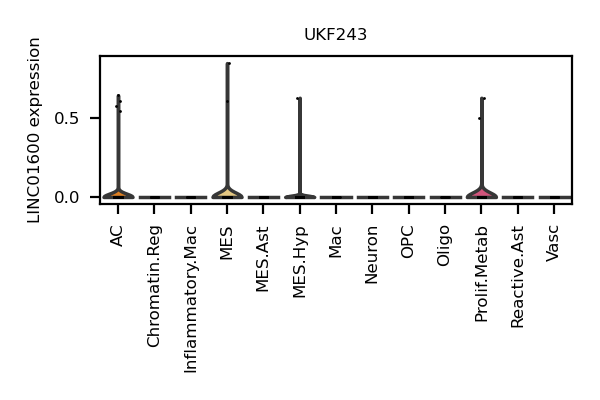 UKF243
LINC01600 expression
0.5
0.0
AC
Chromatin.Reg
Inflammatory.Mac
MES
MES.Ast
MES.Hyp
Mac
Neuron
OPC
Oligo
Prolif.Metab
Reactive.Ast
Vasc